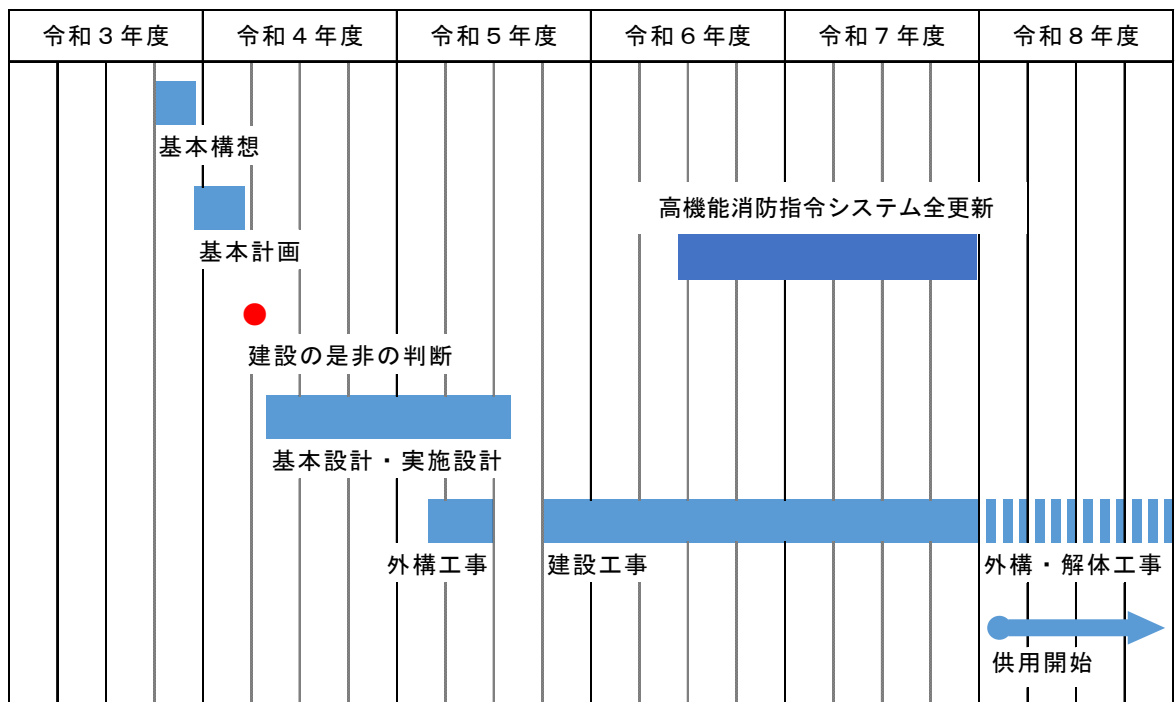 令和３年度 令和４年度 令和５年度 令和６年度 令和７年度 令和８年度
基本構想
高機能消防指令システム全更新
基本計画
建設の是非の判断
基本設計・実施設計
外構工事 建設工事 外構・解体工事
供用開始